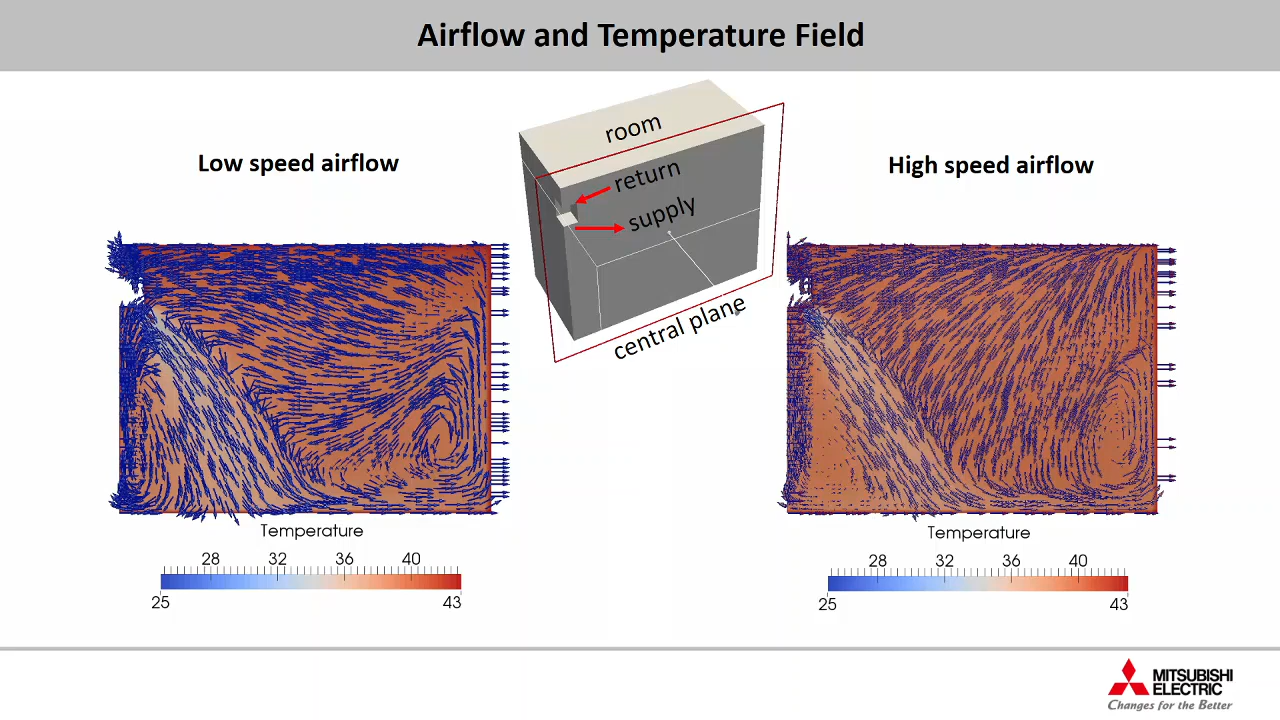 Airflow and Temperature Field
Low speed airflow
room
return
supply
central plane
High speed airflow
Temperature
28 32 36 40
25 43
Temperature
28 32 36 40
25 43
MITSUBISHI
ELECTRIC
Changes for the Better